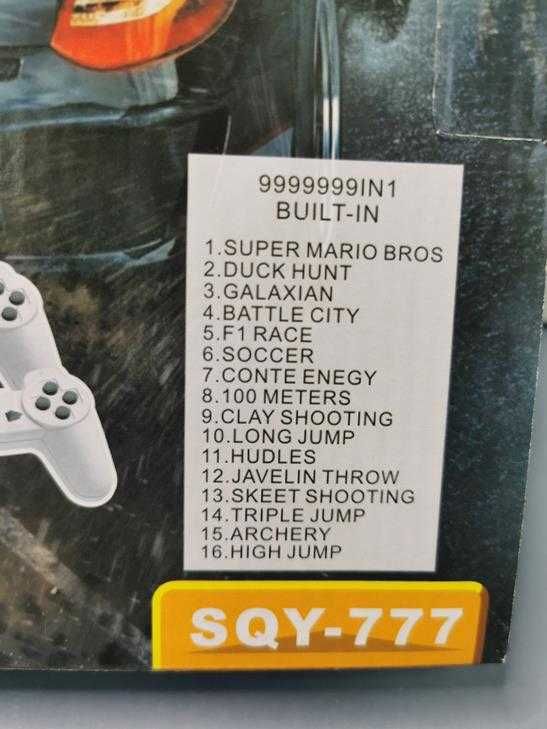 9999999IN1
BUILT-IN
1.SUPER MARIO BROS
2.DUCK HUNT
3.GALAXIAN
4.BATTLE CITY
5.F1 RACE
6.SOCCER
7.CONTE ENEGY
8.100 METERS
9.CLAY SHOOTING
10.LONG JUMP
11.HUDLES
12.JAVELIN THROW
13.SKEET SHOOTING
14.TRIPLE JUMP
15.ARCHERY
16.HIGH JUMP
SQY-777